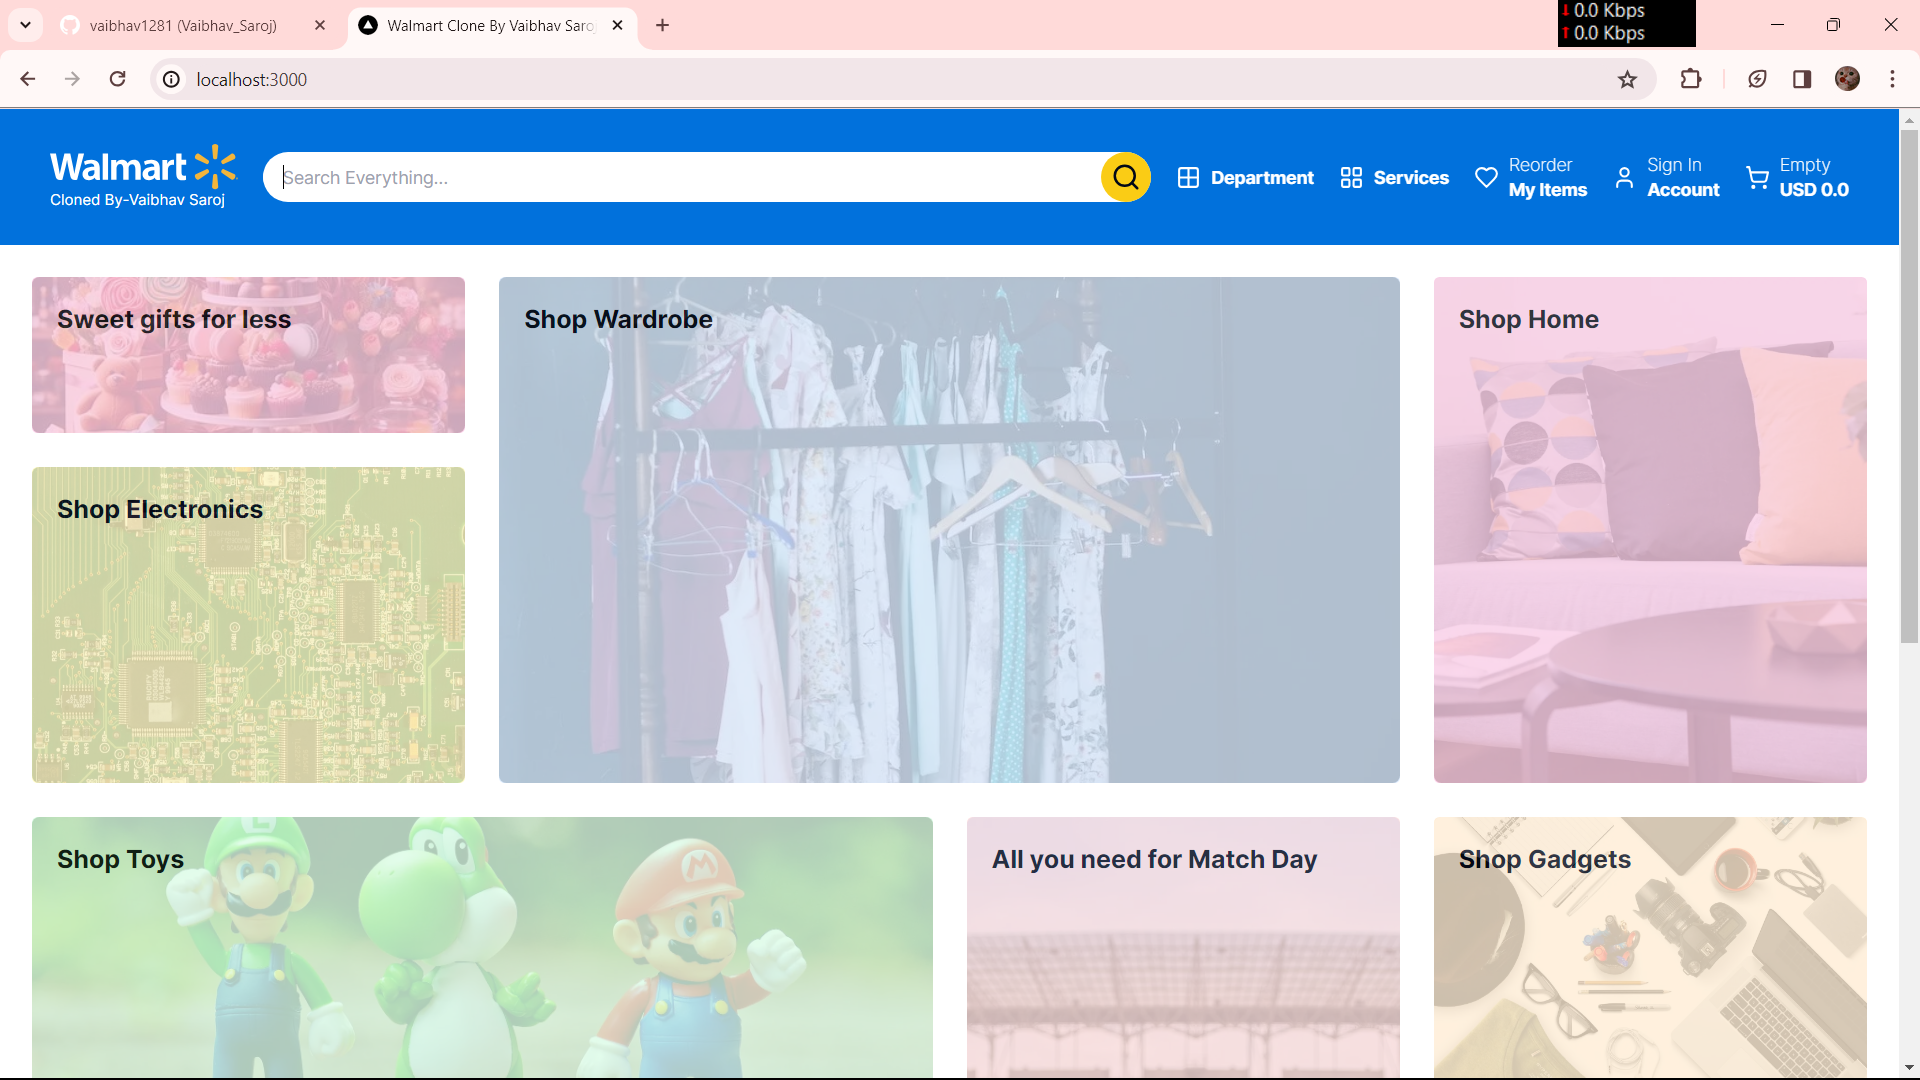 vaibhav1281 (Vaibhav_Saroj)
Walmart Clone By Vaibhav Saro
0.0 Kbps
0.0 Kbps
localhost:3000
Walmart
Cloned By-Vaibhav Saroj
Search Everything...
Department
Services
Reorder
My Items
Sign In
Account
Empty
USD 0.0
Sweet gifts for less
Shop Wardrobe
Shop Home
Shop Electronics
Shop Toys
All you need for Match Day
Shop Gadgets
L
M